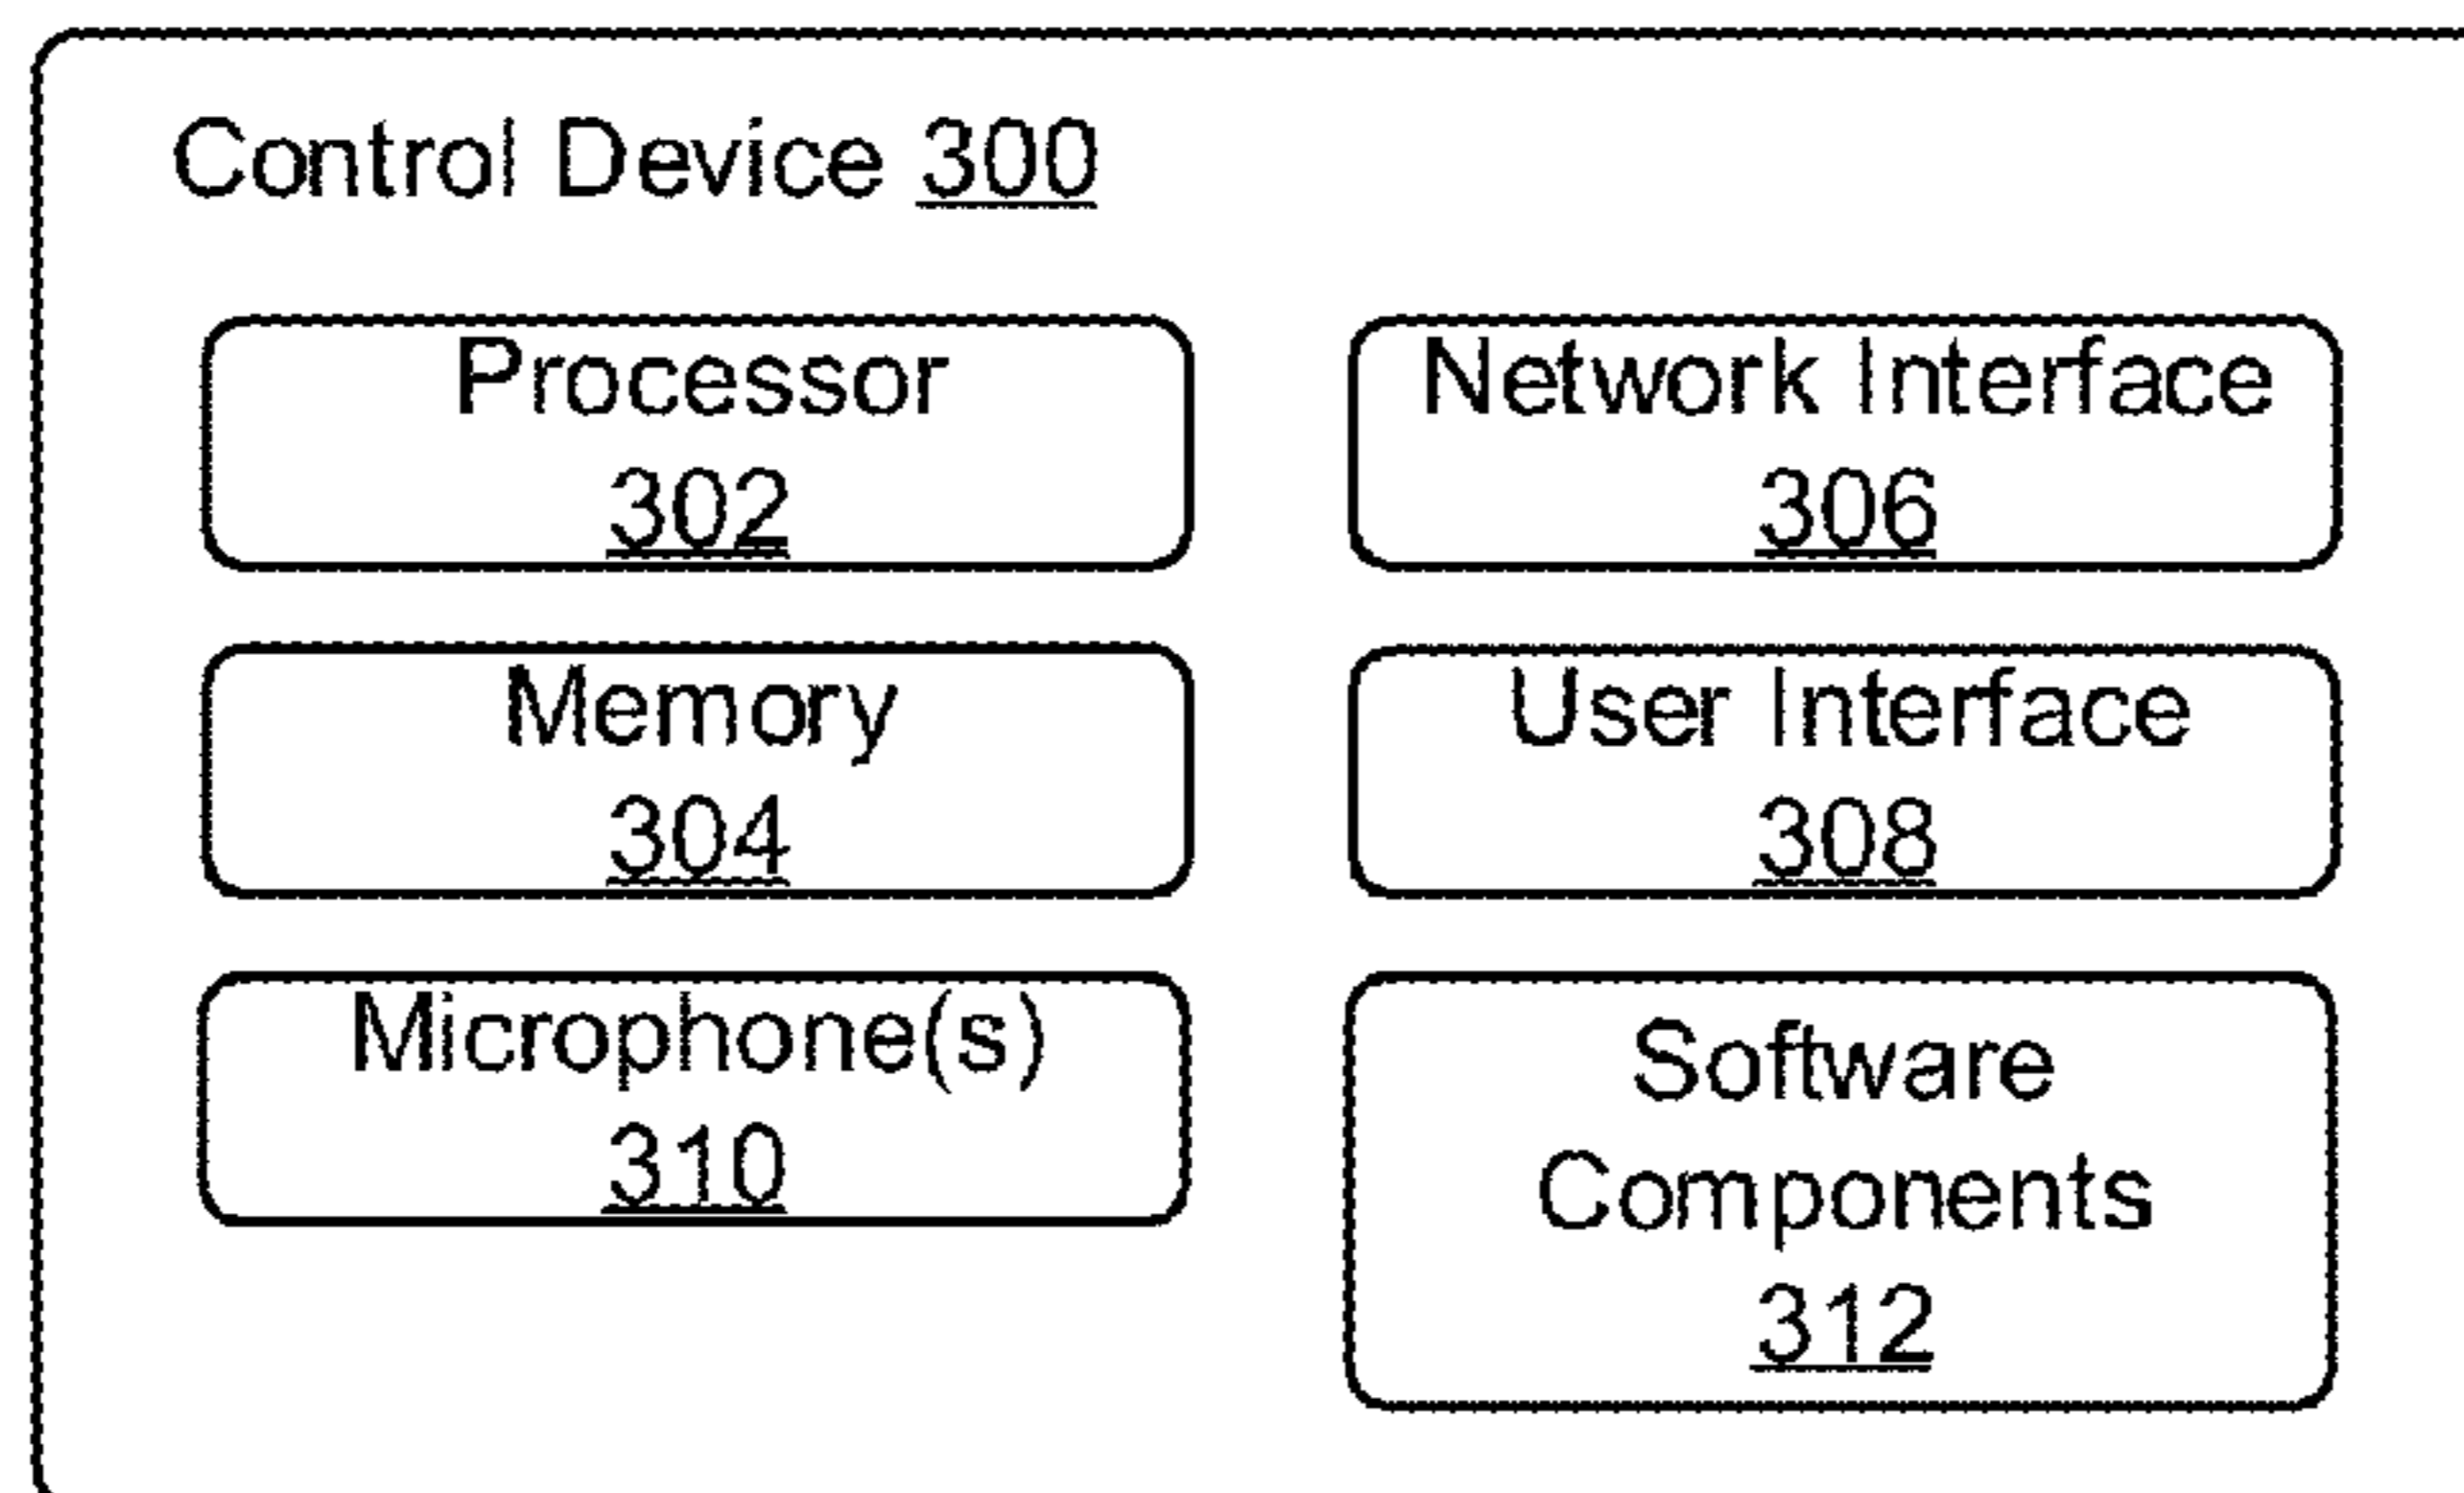 Control Device 300
Processor
302
Network Interface
306
Memory
304
User Interface
308
Microphone(s)
310
Software
Components
312